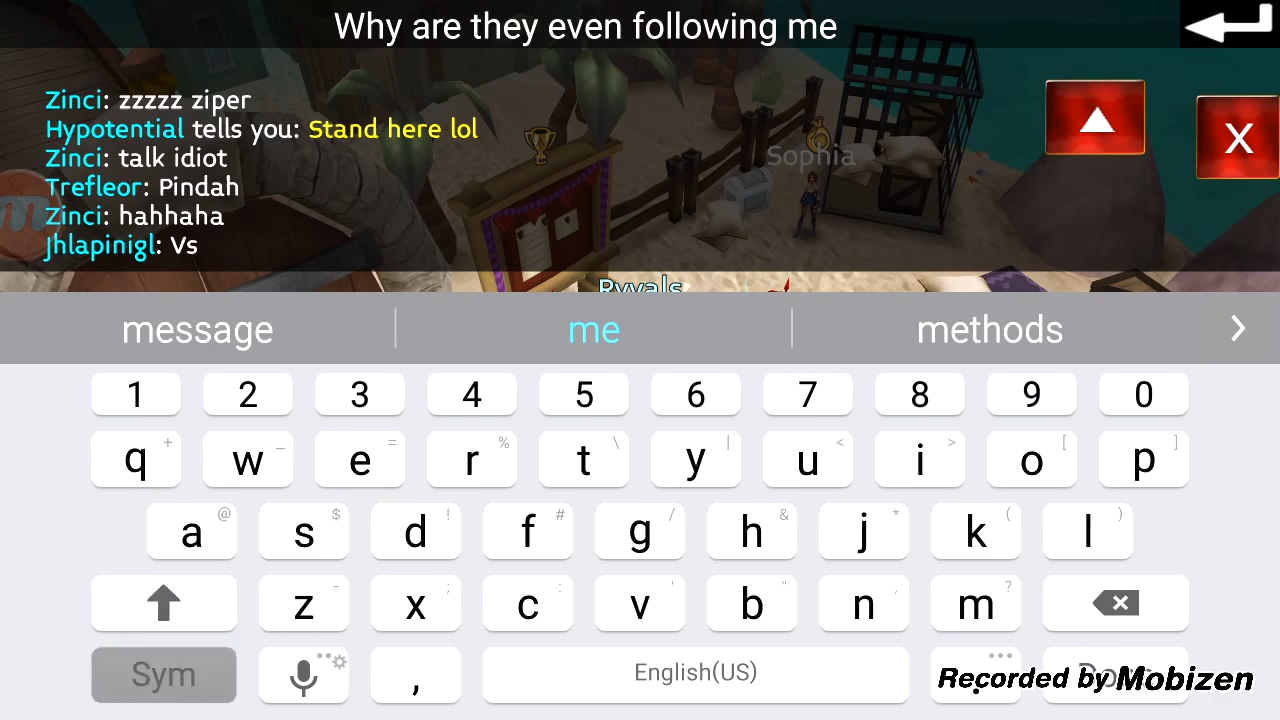 Why are they even following me
Zinci: zzzzz ziper
Hypotential tells you: Stand here lol
Zinci: talk idiot
Trefleor: Pindah
Zinci: hahhaha
Jhlapinigl: Vs
X
Sophia
Ryvals
message me methods
1 2 3 4 5 6 7 8 9 0
+ _ = % \ | < > [ ]
q w e r t y u i o p
@ $ ! # / & * ( )
a s d f g h j k l
- ; : ' " , ?
z x c v b n m
Sym , English(US) . Done
Recorded by Mobizen